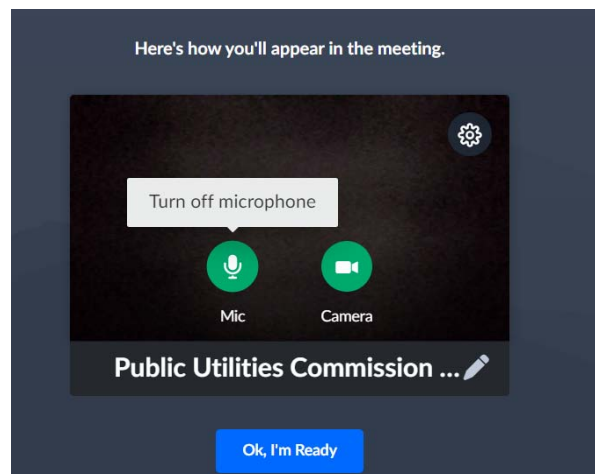 Here's how you'll appear in the meeting.
Turn off microphone
Mic Camera
Public Utilities Commission ...
Ok, I'm Ready